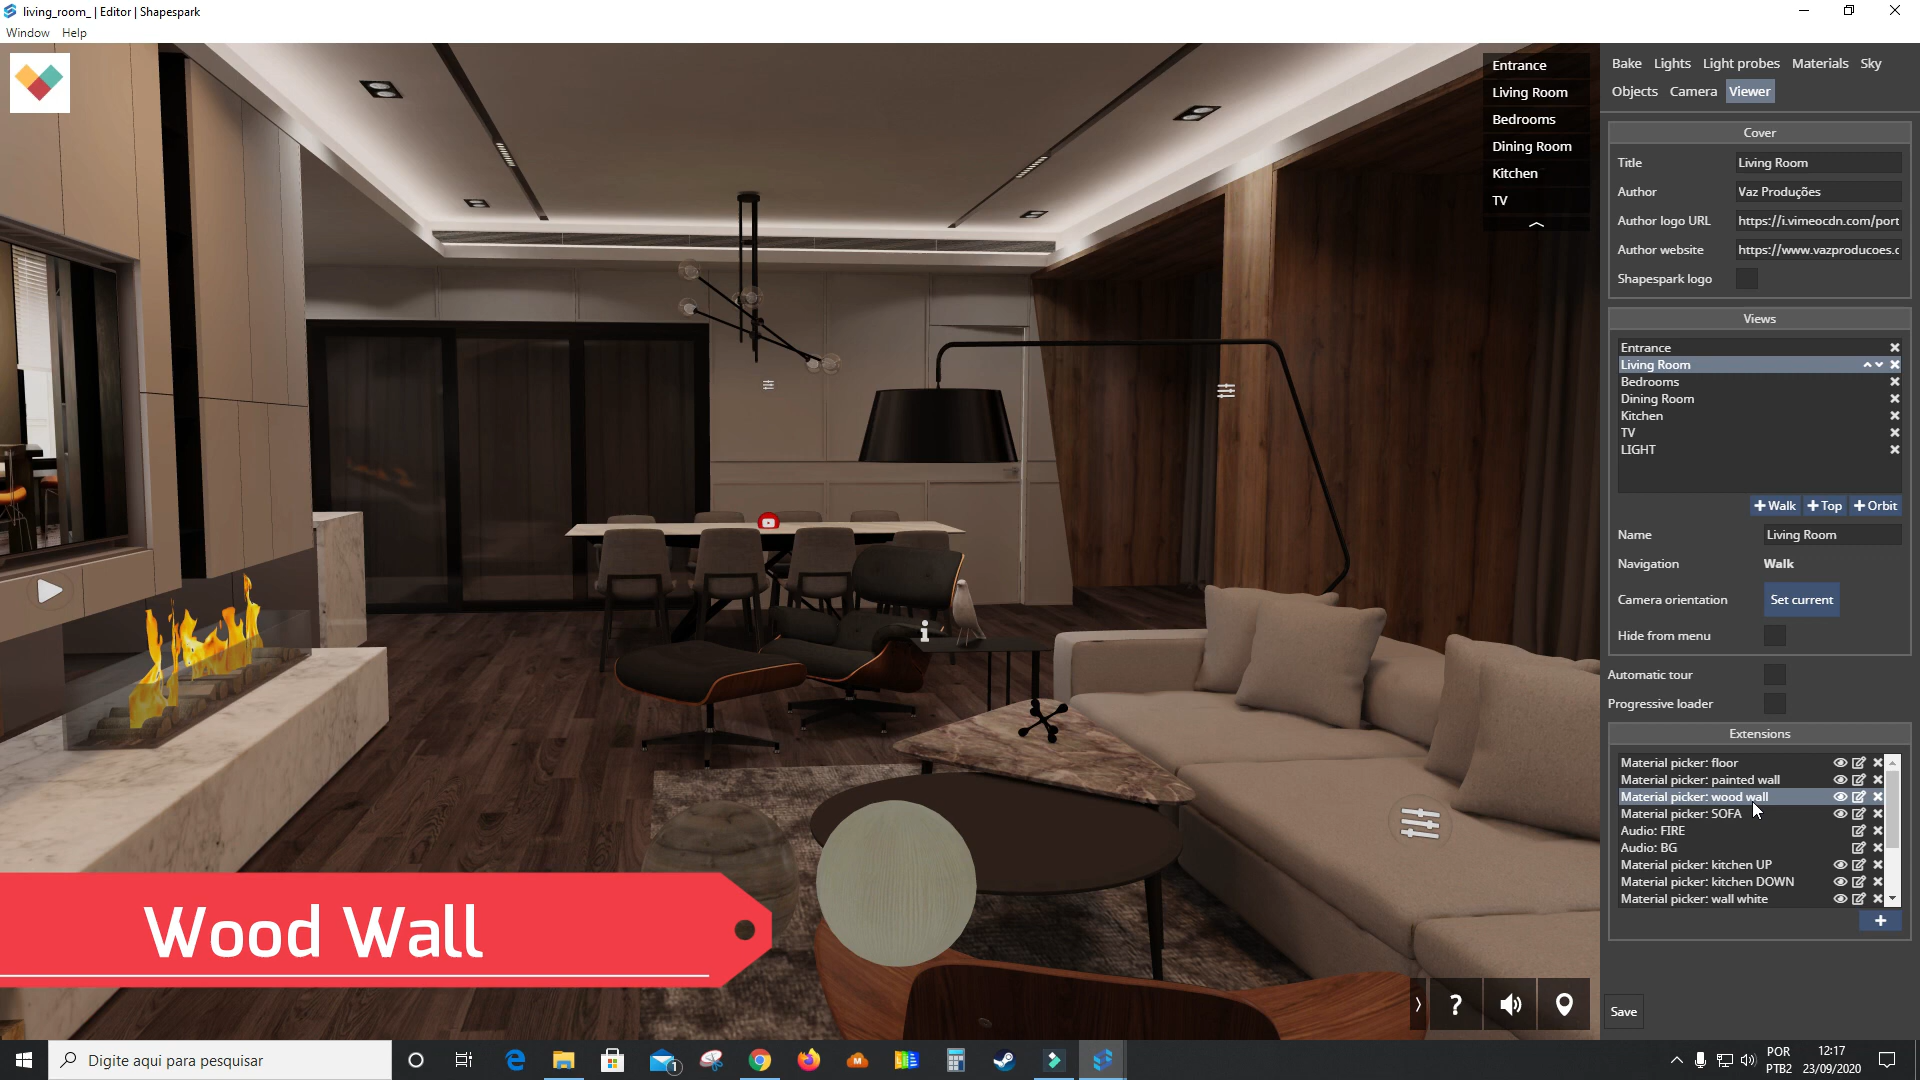 living_room_ | Editor | Shapespark
Window Help
Entrance
Living Room
Bedrooms
Dining Room
Kitchen
TV
Wood Wall
?
Bake Lights Light probes Materials Sky
Objects Camera Viewer
Cover
Title Living Room
Author Vaz Produções
Author logo URL https://i.vimeocdn.com/port
Author website https://www.vazproducoes.c
Shapespark logo
Views
Entrance
Living Room
Bedrooms
Dining Room
Kitchen
TV
LIGHT
+ Walk + Top + Orbit
Name Living Room
Navigation Walk
Camera orientation Set current
Hide from menu
Automatic tour
Progressive loader
Extensions
Material picker: floor
Material picker: painted wall
Material picker: wood wall
Material picker: SOFA
Audio: FIRE
Audio: BG
Material picker: kitchen UP
Material picker: kitchen DOWN
Material picker: wall white
+
Save
Digite aqui para pesquisar
1
POR 12:17
PTB2 23/09/2020